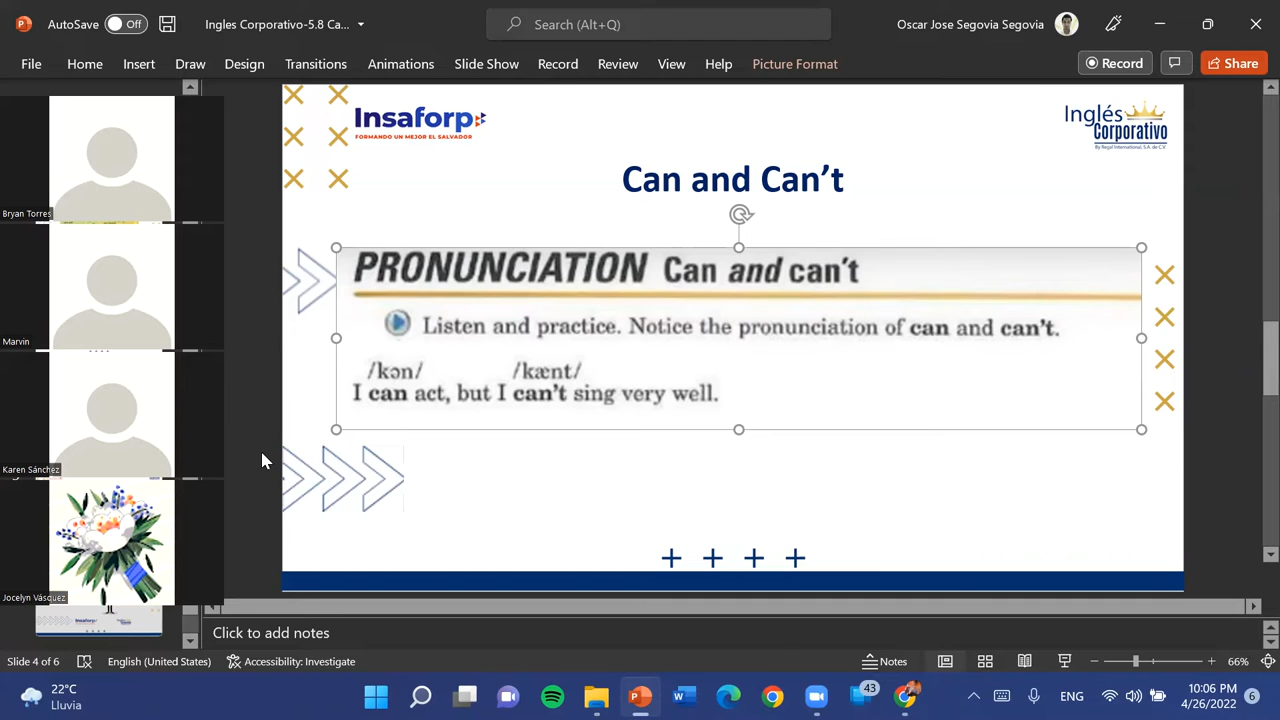 AutoSave Off
Ingles Corporativo-5.8 Ca...
Search (Alt+Q)
Oscar Jose Segovia Segovia
File Home Insert Draw Design Transitions Animations Slide Show Record Review View Help Picture Format
Record
Share
Bryan Torres
Marvin
Karen Sánchez
Jocelyn Vásquez
Insaforp
FORMANDO UN MEJOR EL SALVADOR
Inglés
Corporativo
By Regal International, S.A. de C.V.
Can and Can't
PRONUNCIATION Can and can't
Listen and practice. Notice the pronunciation of can and can't.
/kən/ /kænt/
I can act, but I can't sing very well.
Click to add notes
Slide 4 of 6
English (United States)
Accessibility: Investigate
Notes
66%
22°C
Lluvia
43
ENG
10:06 PM
4/26/2022
6